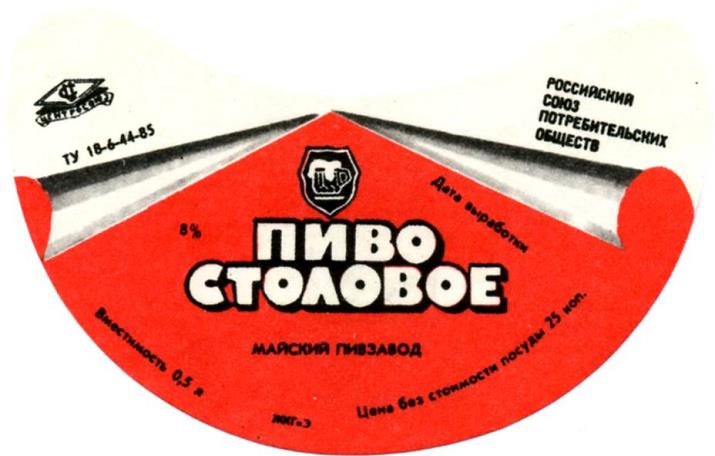 ЦЕНТРОСОЮЗ
ТУ 18-6-44-85
РОССИЙСКИЙ
СОЮЗ
ПОТРЕБИТЕЛЬСКИХ
ОБЩЕСТВ
Дата выработки
8%
ПИВО
СТОЛОВОЕ
МАЙСКИЙ ПИВЗАВОД
Вместимость 0,5 л
Цена без стоимости посуды 25 коп.